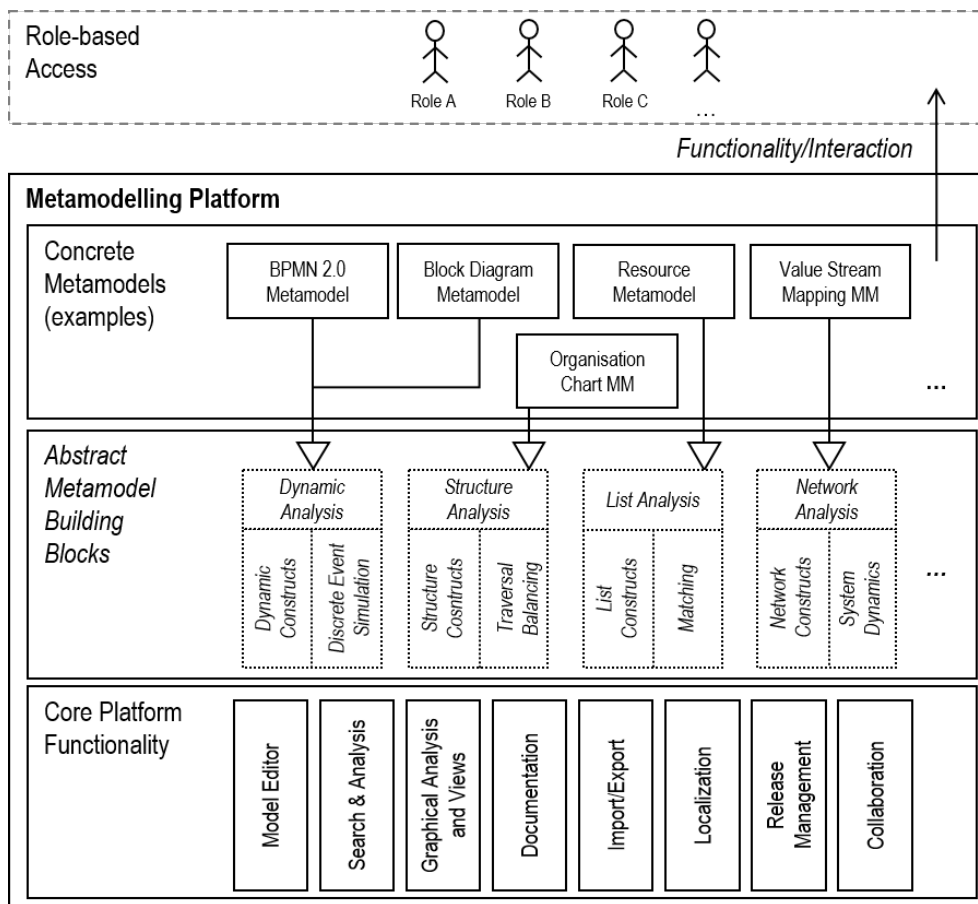 Role-based
Access
Role A
Role B
Role C
...
Functionality/Interaction
Metamodelling Platform
Concrete
Metamodels
(examples)
BPMN 2.0
Metamodel
Block Diagram
Metamodel
Resource
Metamodel
Value Stream
Mapping MM
Organisation
Chart MM
...
Abstract
Metamodel
Building
Blocks
Dynamic
Analysis
Dynamic
Constructs
Discrete Event
Simulation
Structure
Analysis
Structure
Cosntructs
Traversal
Balancing
List Analysis
List
Constructs
Matching
Network
Analysis
Network
Constructs
System
Dynamics
...
Core Platform
Functionality
Model Editor
Search & Analysis
Graphical Analysis
and Views
Documentation
Import/Export
Localization
Release
Management
Collaboration